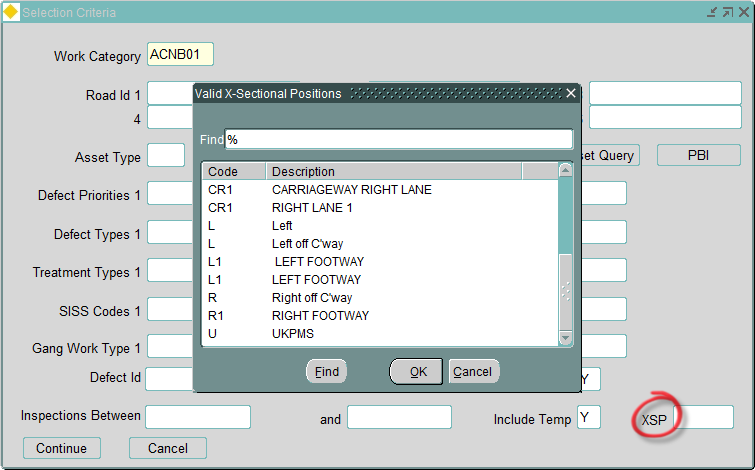 Selection Criteria
Work Category ACNB01
Valid X-Sectional Positions
Road Id 1
4
Find %
Asset Type
set Query PBI
Code Description
Defect Priorities 1
CR1 CARRIAGEWAY RIGHT LANE
CR1 RIGHT LANE 1
L Left
Defect Types 1
L Left off C'way
L1 LEFT FOOTWAY
Treatment Types 1
L1 LEFT FOOTWAY
R Right off C'way
SISS Codes 1
R1 RIGHT FOOTWAY
U UKPMS
Gang Work Type 1
Find OK Cancel
Defect Id Y
Inspections Between and Include Temp Y XSP
Continue Cancel